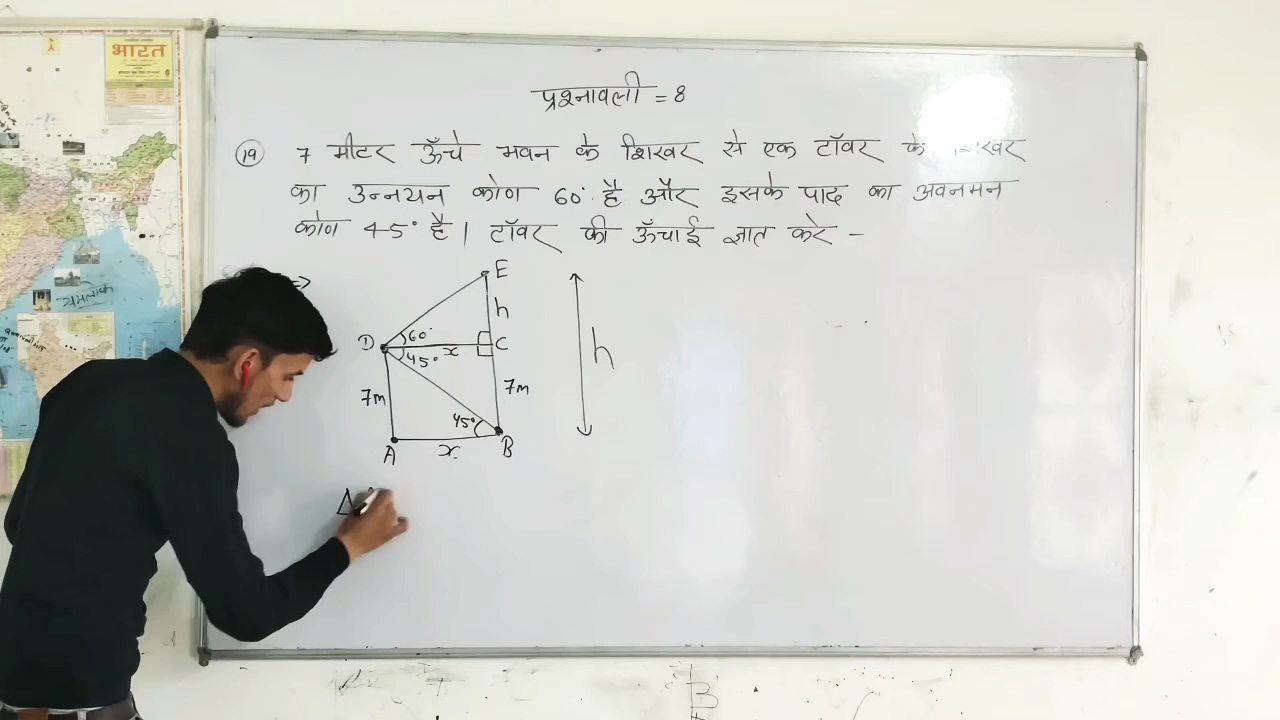 भारत
प्रश्नावली = 8
19 7 मीटर ऊँचे भवन के शिखर से एक टॉवर के शिखर
का उन्नयन कोण 60° है और इसके पाद का अवनमन
कोण 45° है। टॉवर की ऊँचाई ज्ञात करे -
=>
E
h
D 60° x C
45°
h
7m 7m
45°
A x B
Δ
B